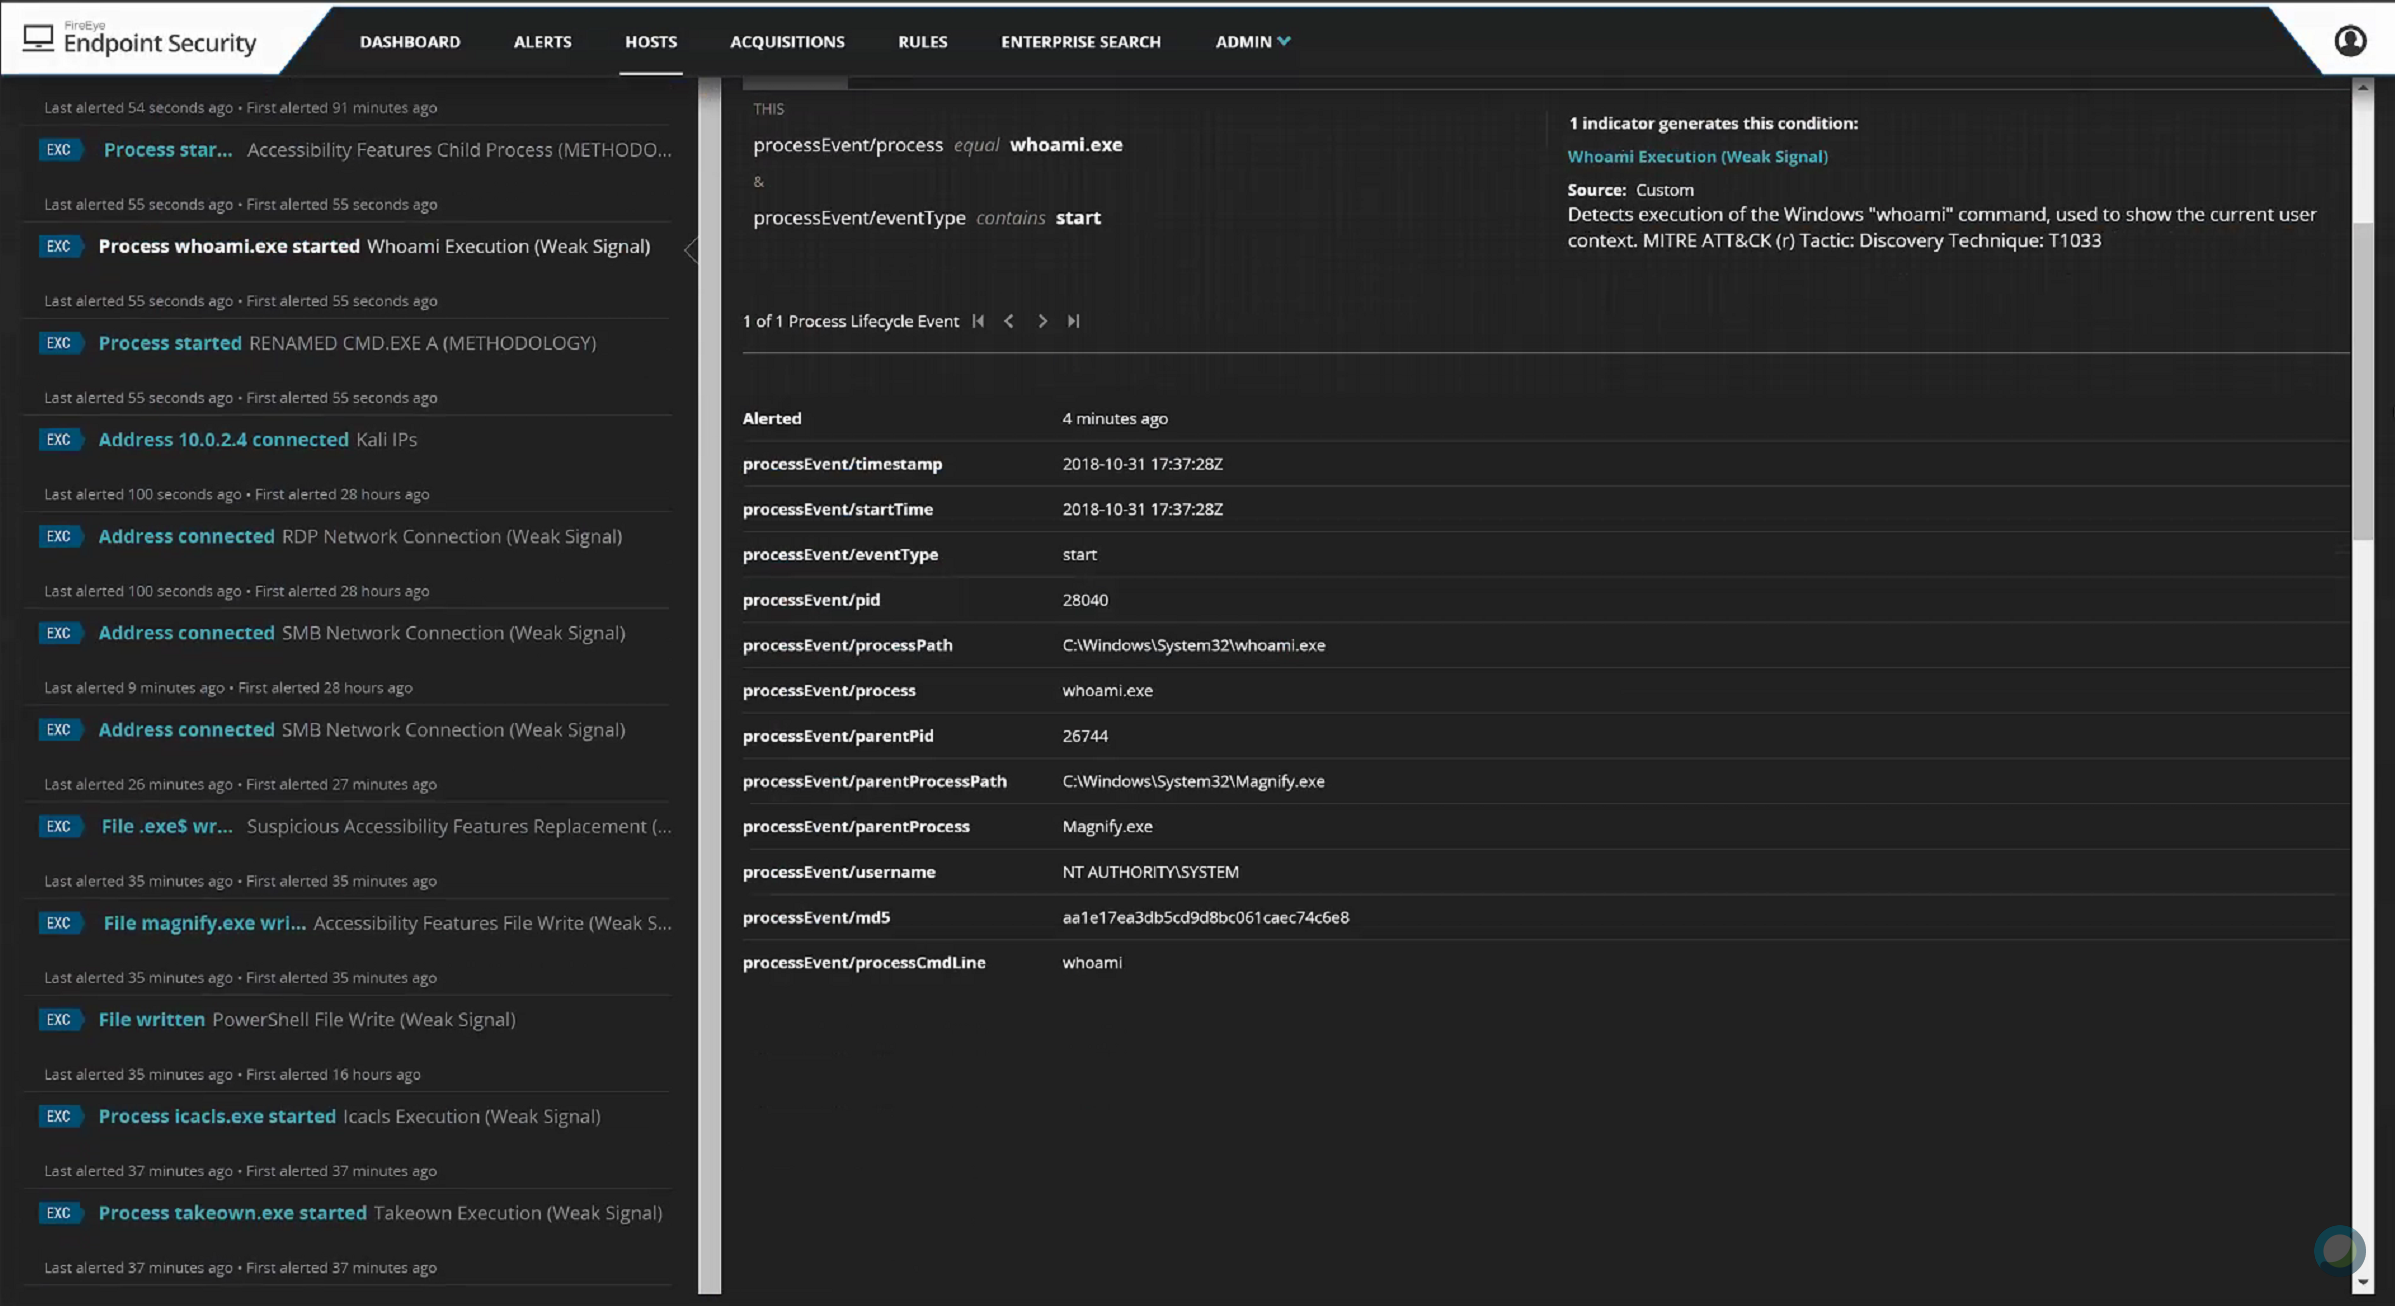 FireEye
Endpoint Security
DASHBOARD
ALERTS
HOSTS
ACQUISITIONS
RULES
ENTERPRISE SEARCH
ADMIN
Last alerted 54 seconds ago • First alerted 91 minutes ago
EXC Process star... Accessibility Features Child Process (METHODO...
Last alerted 55 seconds ago • First alerted 55 seconds ago
EXC Process whoami.exe started Whoami Execution (Weak Signal)
Last alerted 55 seconds ago • First alerted 55 seconds ago
EXC Process started RENAMED CMD.EXE A (METHODOLOGY)
Last alerted 55 seconds ago • First alerted 55 seconds ago
EXC Address 10.0.2.4 connected Kali IPs
Last alerted 100 seconds ago • First alerted 28 hours ago
EXC Address connected RDP Network Connection (Weak Signal)
Last alerted 100 seconds ago • First alerted 28 hours ago
EXC Address connected SMB Network Connection (Weak Signal)
Last alerted 9 minutes ago • First alerted 28 hours ago
EXC Address connected SMB Network Connection (Weak Signal)
Last alerted 26 minutes ago • First alerted 27 minutes ago
EXC File .exe$ wr... Suspicious Accessibility Features Replacement (...
Last alerted 35 minutes ago • First alerted 35 minutes ago
EXC File magnify.exe wri... Accessibility Features File Write (Weak S...
Last alerted 35 minutes ago • First alerted 35 minutes ago
EXC File written PowerShell File Write (Weak Signal)
Last alerted 35 minutes ago • First alerted 16 hours ago
EXC Process icacls.exe started Icacls Execution (Weak Signal)
Last alerted 37 minutes ago • First alerted 37 minutes ago
EXC Process takeown.exe started Takeown Execution (Weak Signal)
Last alerted 37 minutes ago • First alerted 37 minutes ago
THIS
processEvent/process equal whoami.exe
&
processEvent/eventType contains start
1 indicator generates this condition:
Whoami Execution (Weak Signal)
Source: Custom
Detects execution of the Windows "whoami" command, used to show the current user
context. MITRE ATT&CK (r) Tactic: Discovery Technique: T1033
1 of 1 Process Lifecycle Event
Alerted 4 minutes ago
processEvent/timestamp 2018-10-31 17:37:28Z
processEvent/startTime 2018-10-31 17:37:28Z
processEvent/eventType start
processEvent/pid 28040
processEvent/processPath C:\Windows\System32\whoami.exe
processEvent/process whoami.exe
processEvent/parentPid 26744
processEvent/parentProcessPath C:\Windows\System32\Magnify.exe
processEvent/parentProcess Magnify.exe
processEvent/username NT AUTHORITY\SYSTEM
processEvent/md5 aa1e17ea3db5cd9d8bc061caec74c6e8
processEvent/processCmdLine whoami